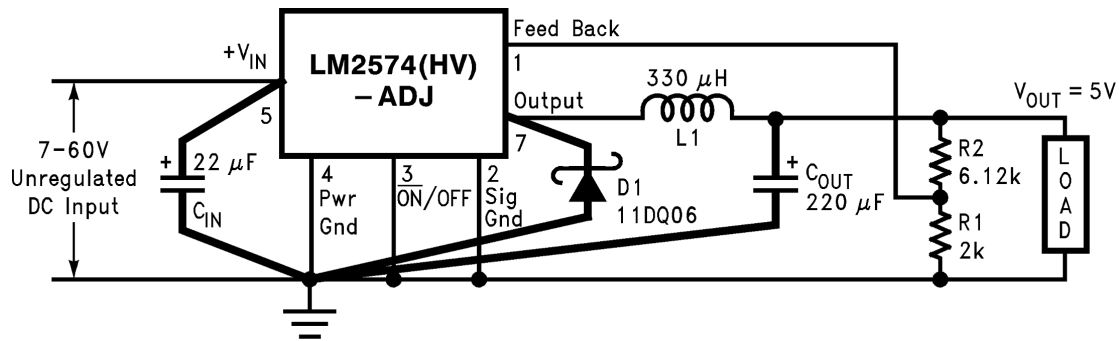 Feed Back
+VIN
LM2574(HV)
– ADJ
1
330 μH
VOUT = 5V
5
Output
7
L1
7–60V
Unregulated
DC Input
+
22 μF
CIN
4
Pwr
Gnd
3
ON/OFF
2
Sig
Gnd
D1
11DQ06
+
COUT
220 μF
R2
6.12k
R1
2k
LOAD